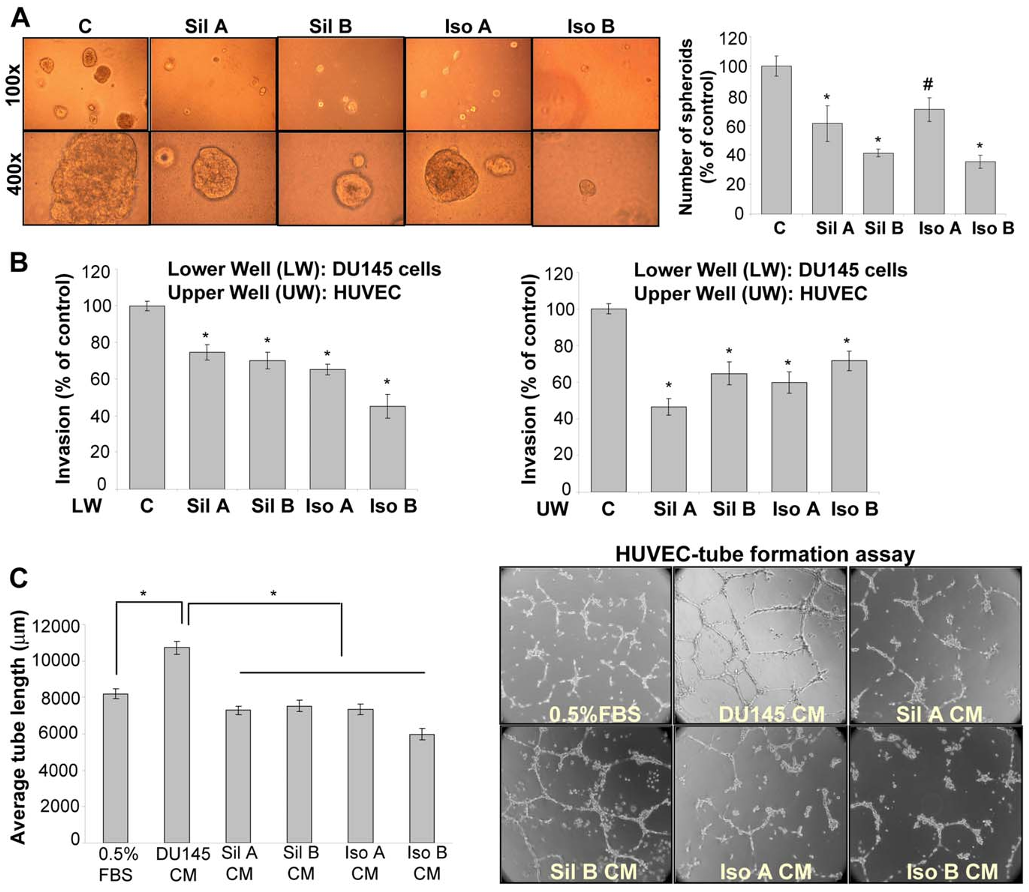 A
C Sil A Sil B Iso A Iso B
100x
400x
Number of spheroids
(% of control)
120
100
80
60
40
20
0
* * # *
C Sil A Sil B Iso A Iso B
B
Invasion (% of control)
120
100
80
60
40
20
0
Lower Well (LW): DU145 cells
Upper Well (UW): HUVEC
* * * *
LW C Sil A Sil B Iso A Iso B
Invasion (% of control)
120
100
80
60
40
20
0
Lower Well (LW): DU145 cells
Upper Well (UW): HUVEC
* * * *
UW C Sil A Sil B Iso A Iso B
C
Average tube length (μm)
12000
10000
8000
6000
4000
2000
0
* *
0.5% DU145 Sil A Sil B Iso A Iso B
FBS CM CM CM CM CM
HUVEC-tube formation assay
0.5%FBS DU145 CM Sil A CM
Sil B CM Iso A CM Iso B CM